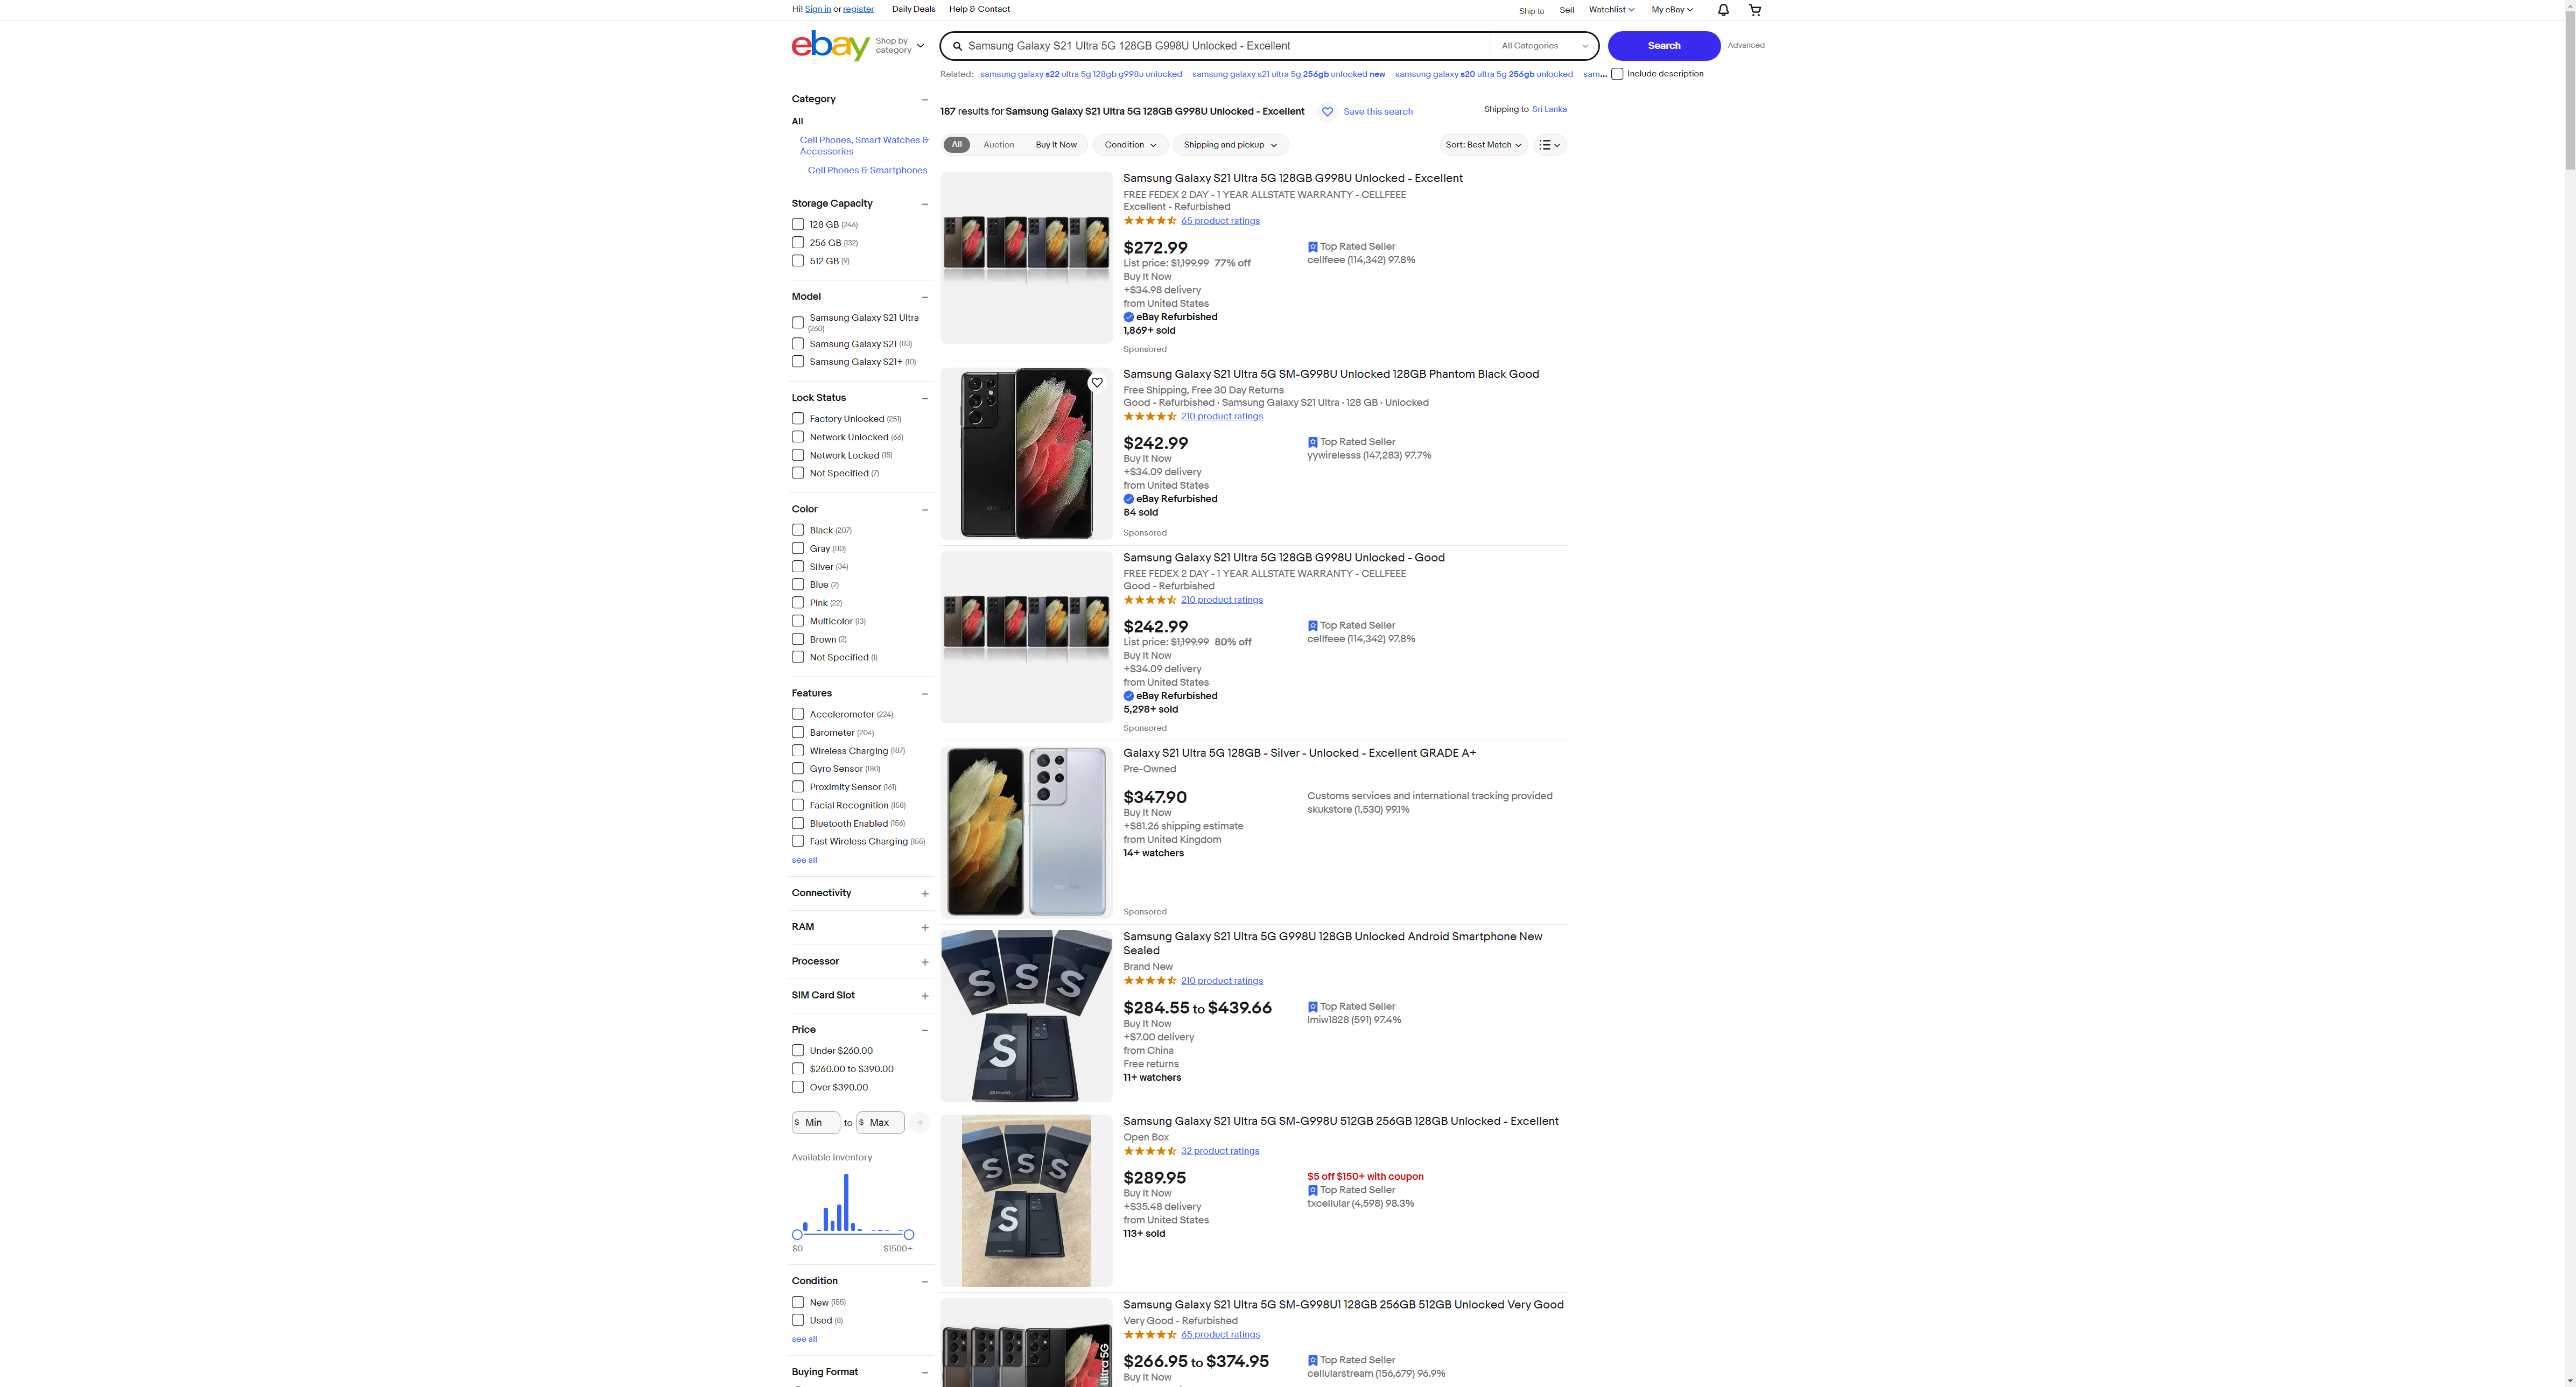 Hi! Sign in or register Daily Deals Help & Contact
Ship to Sell Watchlist My eBay
ebay
Shop by
category
Samsung Galaxy S21 Ultra 5G 128GB G998U Unlocked - Excellent
All Categories
Search
Advanced
Related: samsung galaxy s22 ultra 5g 128gb g998u unlocked samsung galaxy s21 ultra 5g 256gb unlocked new samsung galaxy s20 ultra 5g 256gb unlocked sam...
Include description
Category
All
Cell Phones, Smart Watches &
Accessories
Cell Phones & Smartphones
Storage Capacity
128 GB (246)
256 GB (132)
512 GB (9)
Model
Samsung Galaxy S21 Ultra
(260)
Samsung Galaxy S21 (113)
Samsung Galaxy S21+ (10)
Lock Status
Factory Unlocked (251)
Network Unlocked (66)
Network Locked (15)
Not Specified (7)
Color
Black (207)
Gray (110)
Silver (34)
Blue (2)
Pink (22)
Multicolor (13)
Brown (2)
Not Specified (1)
Features
Accelerometer (224)
Barometer (204)
Wireless Charging (187)
Gyro Sensor (180)
Proximity Sensor (161)
Facial Recognition (158)
Bluetooth Enabled (156)
Fast Wireless Charging (155)
see all
Connectivity
RAM
Processor
SIM Card Slot
Price
Under $260.00
$260.00 to $390.00
Over $390.00
$ Min to $ Max
Available inventory
$0 $1500+
Condition
New (155)
Used (8)
see all
Buying Format
187 results for Samsung Galaxy S21 Ultra 5G 128GB G998U Unlocked - Excellent
Save this search
Shipping to Sri Lanka
All Auction Buy It Now Condition Shipping and pickup
Sort: Best Match
Samsung Galaxy S21 Ultra 5G 128GB G998U Unlocked - Excellent
FREE FEDEX 2 DAY - 1 YEAR ALLSTATE WARRANTY - CELLFEEE
Excellent - Refurbished
65 product ratings
$272.99
List price: $1,199.99 77% off
Buy It Now
+$34.98 delivery
from United States
eBay Refurbished
1,869+ sold
Sponsored
Top Rated Seller
cellfeee (114,342) 97.8%
Samsung Galaxy S21 Ultra 5G SM-G998U Unlocked 128GB Phantom Black Good
Free Shipping, Free 30 Day Returns
Good - Refurbished · Samsung Galaxy S21 Ultra · 128 GB · Unlocked
210 product ratings
$242.99
Buy It Now
+$34.09 delivery
from United States
eBay Refurbished
84 sold
Sponsored
Top Rated Seller
yywirelesss (147,283) 97.7%
Samsung Galaxy S21 Ultra 5G 128GB G998U Unlocked - Good
FREE FEDEX 2 DAY - 1 YEAR ALLSTATE WARRANTY - CELLFEEE
Good - Refurbished
210 product ratings
$242.99
List price: $1,199.99 80% off
Buy It Now
+$34.09 delivery
from United States
eBay Refurbished
5,298+ sold
Sponsored
Top Rated Seller
cellfeee (114,342) 97.8%
Galaxy S21 Ultra 5G 128GB - Silver - Unlocked - Excellent GRADE A+
Pre-Owned
$347.90
Buy It Now
+$81.26 shipping estimate
from United Kingdom
14+ watchers
Sponsored
Customs services and international tracking provided
skukstore (1,530) 99.1%
Samsung Galaxy S21 Ultra 5G G998U 128GB Unlocked Android Smartphone New
Sealed
Brand New
210 product ratings
$284.55 to $439.66
Buy It Now
+$7.00 delivery
from China
Free returns
11+ watchers
Top Rated Seller
lmiw1828 (591) 97.4%
S S S
S
Samsung Galaxy S21 Ultra 5G SM-G998U 512GB 256GB 128GB Unlocked - Excellent
Open Box
32 product ratings
$289.95
Buy It Now
+$35.48 delivery
from United States
113+ sold
$5 off $150+ with coupon
Top Rated Seller
txcellular (4,598) 98.3%
S S S
S
Samsung Galaxy S21 Ultra 5G SM-G998U1 128GB 256GB 512GB Unlocked Very Good
Very Good - Refurbished
65 product ratings
$266.95 to $374.95
Buy It Now
Top Rated Seller
cellularstream (156,679) 96.9%
Ultra 5G